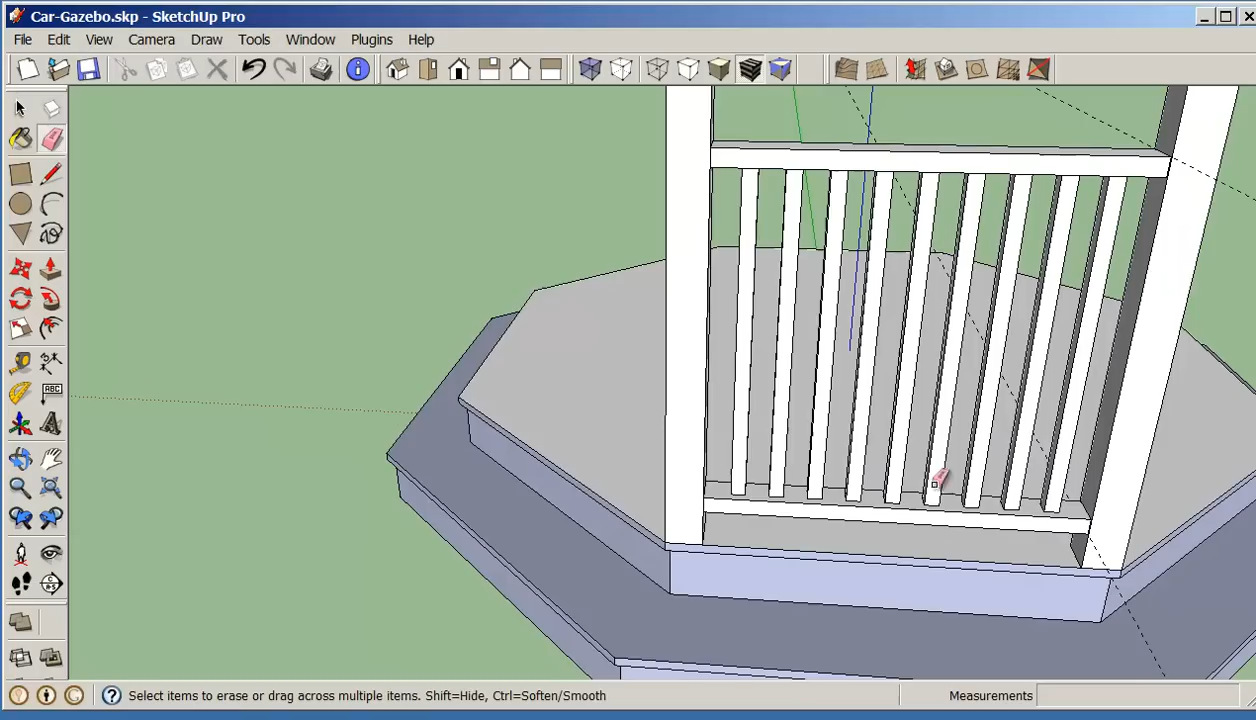 Car-Gazebo.skp - SketchUp Pro
File Edit View Camera Draw Tools Window Plugins Help
ABC
Select items to erase or drag across multiple items. Shift=Hide, Ctrl=Soften/Smooth
Measurements